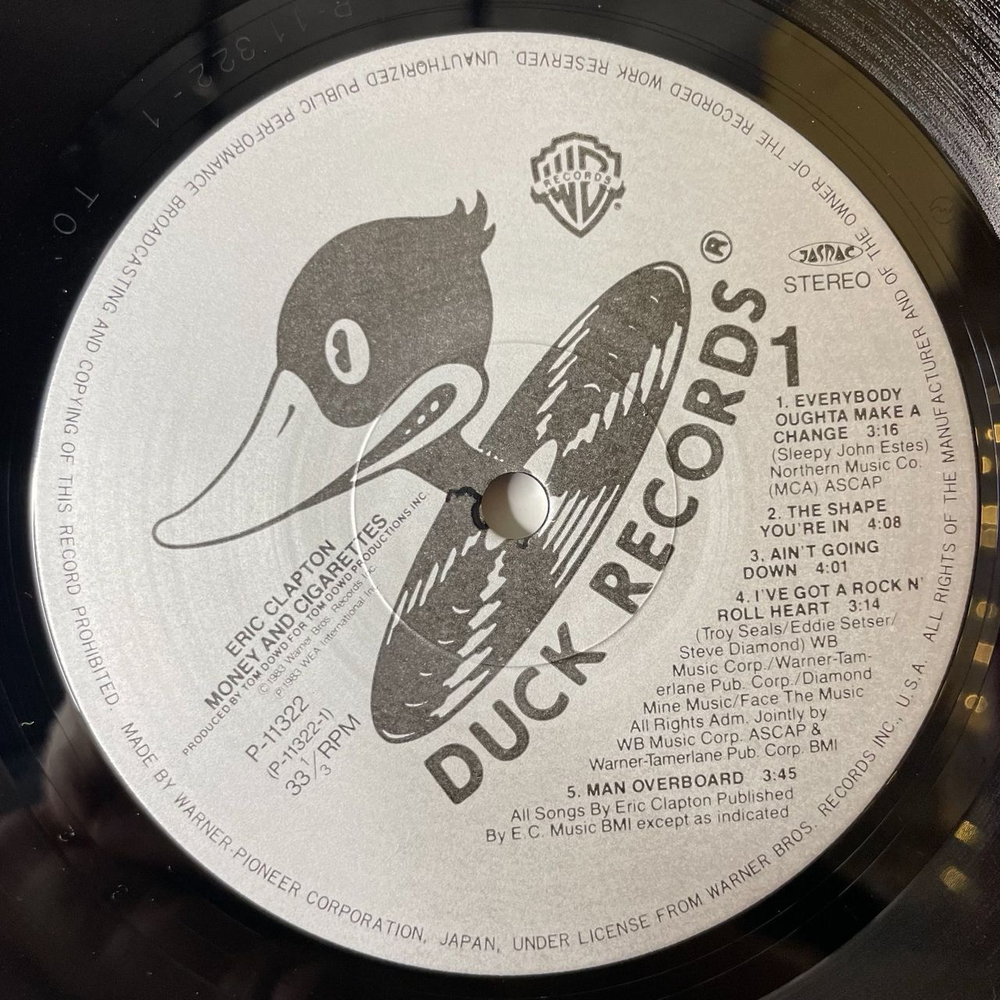 P-11322-1
TO
UNAUTHORIZED PUBLIC PERFORMANCE BROADCASTING AND COPYING OF THIS RECORD PROHIBITED. MADE BY WARNER-PIONEER CORPORATION, JAPAN, UNDER LICENSE FROM WARNER BROS. RECORDS INC., U.S.A. ALL RIGHTS OF THE MANUFACTURER AND OF THE OWNER OF THE RECORDED WORK RESERVED.
WB
RECORDS
®
DUCK RECORDS®
JASRAC
STEREO
1
1. EVERYBODY
OUGHTA MAKE A
CHANGE 3:16
(Sleepy John Estes)
Northern Music Co.
(MCA) ASCAP
2. THE SHAPE
YOU'RE IN 4:08
3. AIN'T GOING
DOWN 4:01
4. I'VE GOT A ROCK N'
ROLL HEART 3:14
(Troy Seals/Eddie Setser/
Steve Diamond) WB
Music Corp./Warner-Tam-
erlane Pub. Corp./Diamond
Mine Music/Face The Music
All Rights Adm. Jointly by
WB Music Corp. ASCAP &
Warner-Tamerlane Pub. Corp. BMI
5. MAN OVERBOARD 3:45
All Songs By Eric Clapton Published
By E.C. Music BMI except as indicated
ERIC CLAPTON
MONEY AND CIGARETTES
PRODUCED BY TOM DOWD FOR TOM DOWD PRODUCTIONS INC.
© 1983 Warner Bros. Records Inc.
P 1983 WEA International Inc.
P-11322
(P-11322-1)
33 1/3 RPM